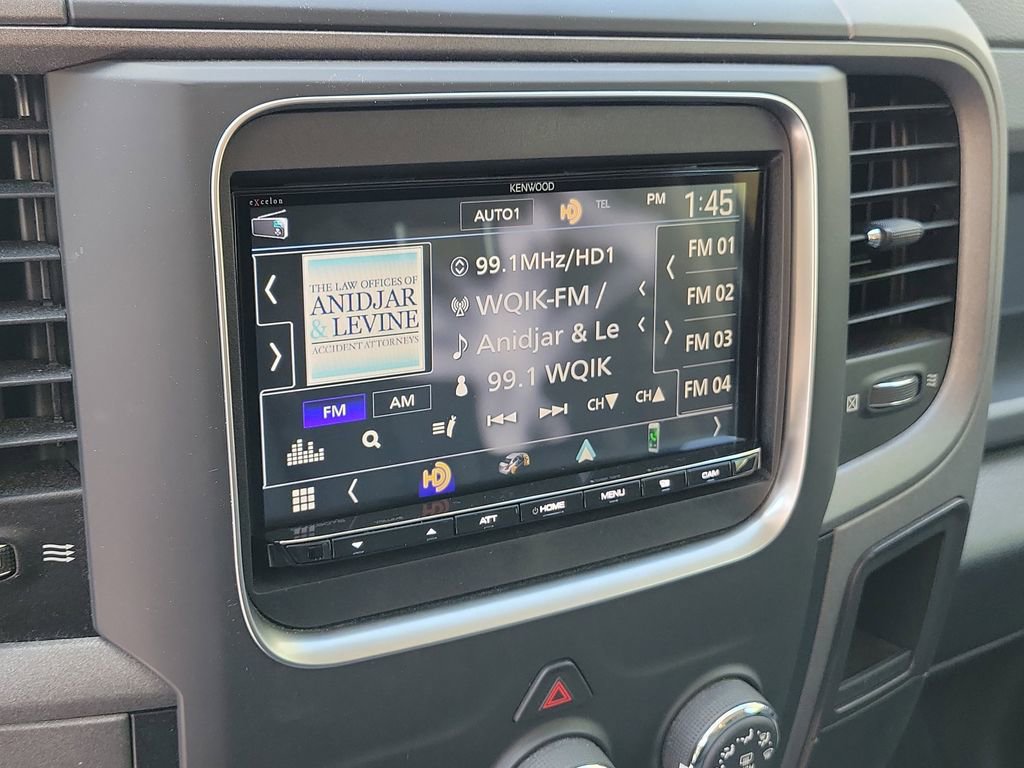 KENWOOD
eXcelon
AUTO1
HD
TEL
PM 1:45
THE LAW OFFICES OF
ANIDJAR
& LEVINE
ACCIDENT ATTORNEYS
99.1MHz/HD1
WQIK-FM /
Anidjar & Le
99.1 WQIK
FM 01
FM 02
FM 03
FM 04
FM
AM
CH▼
CH▲
HD
ATT
HOME
MENU
CAM